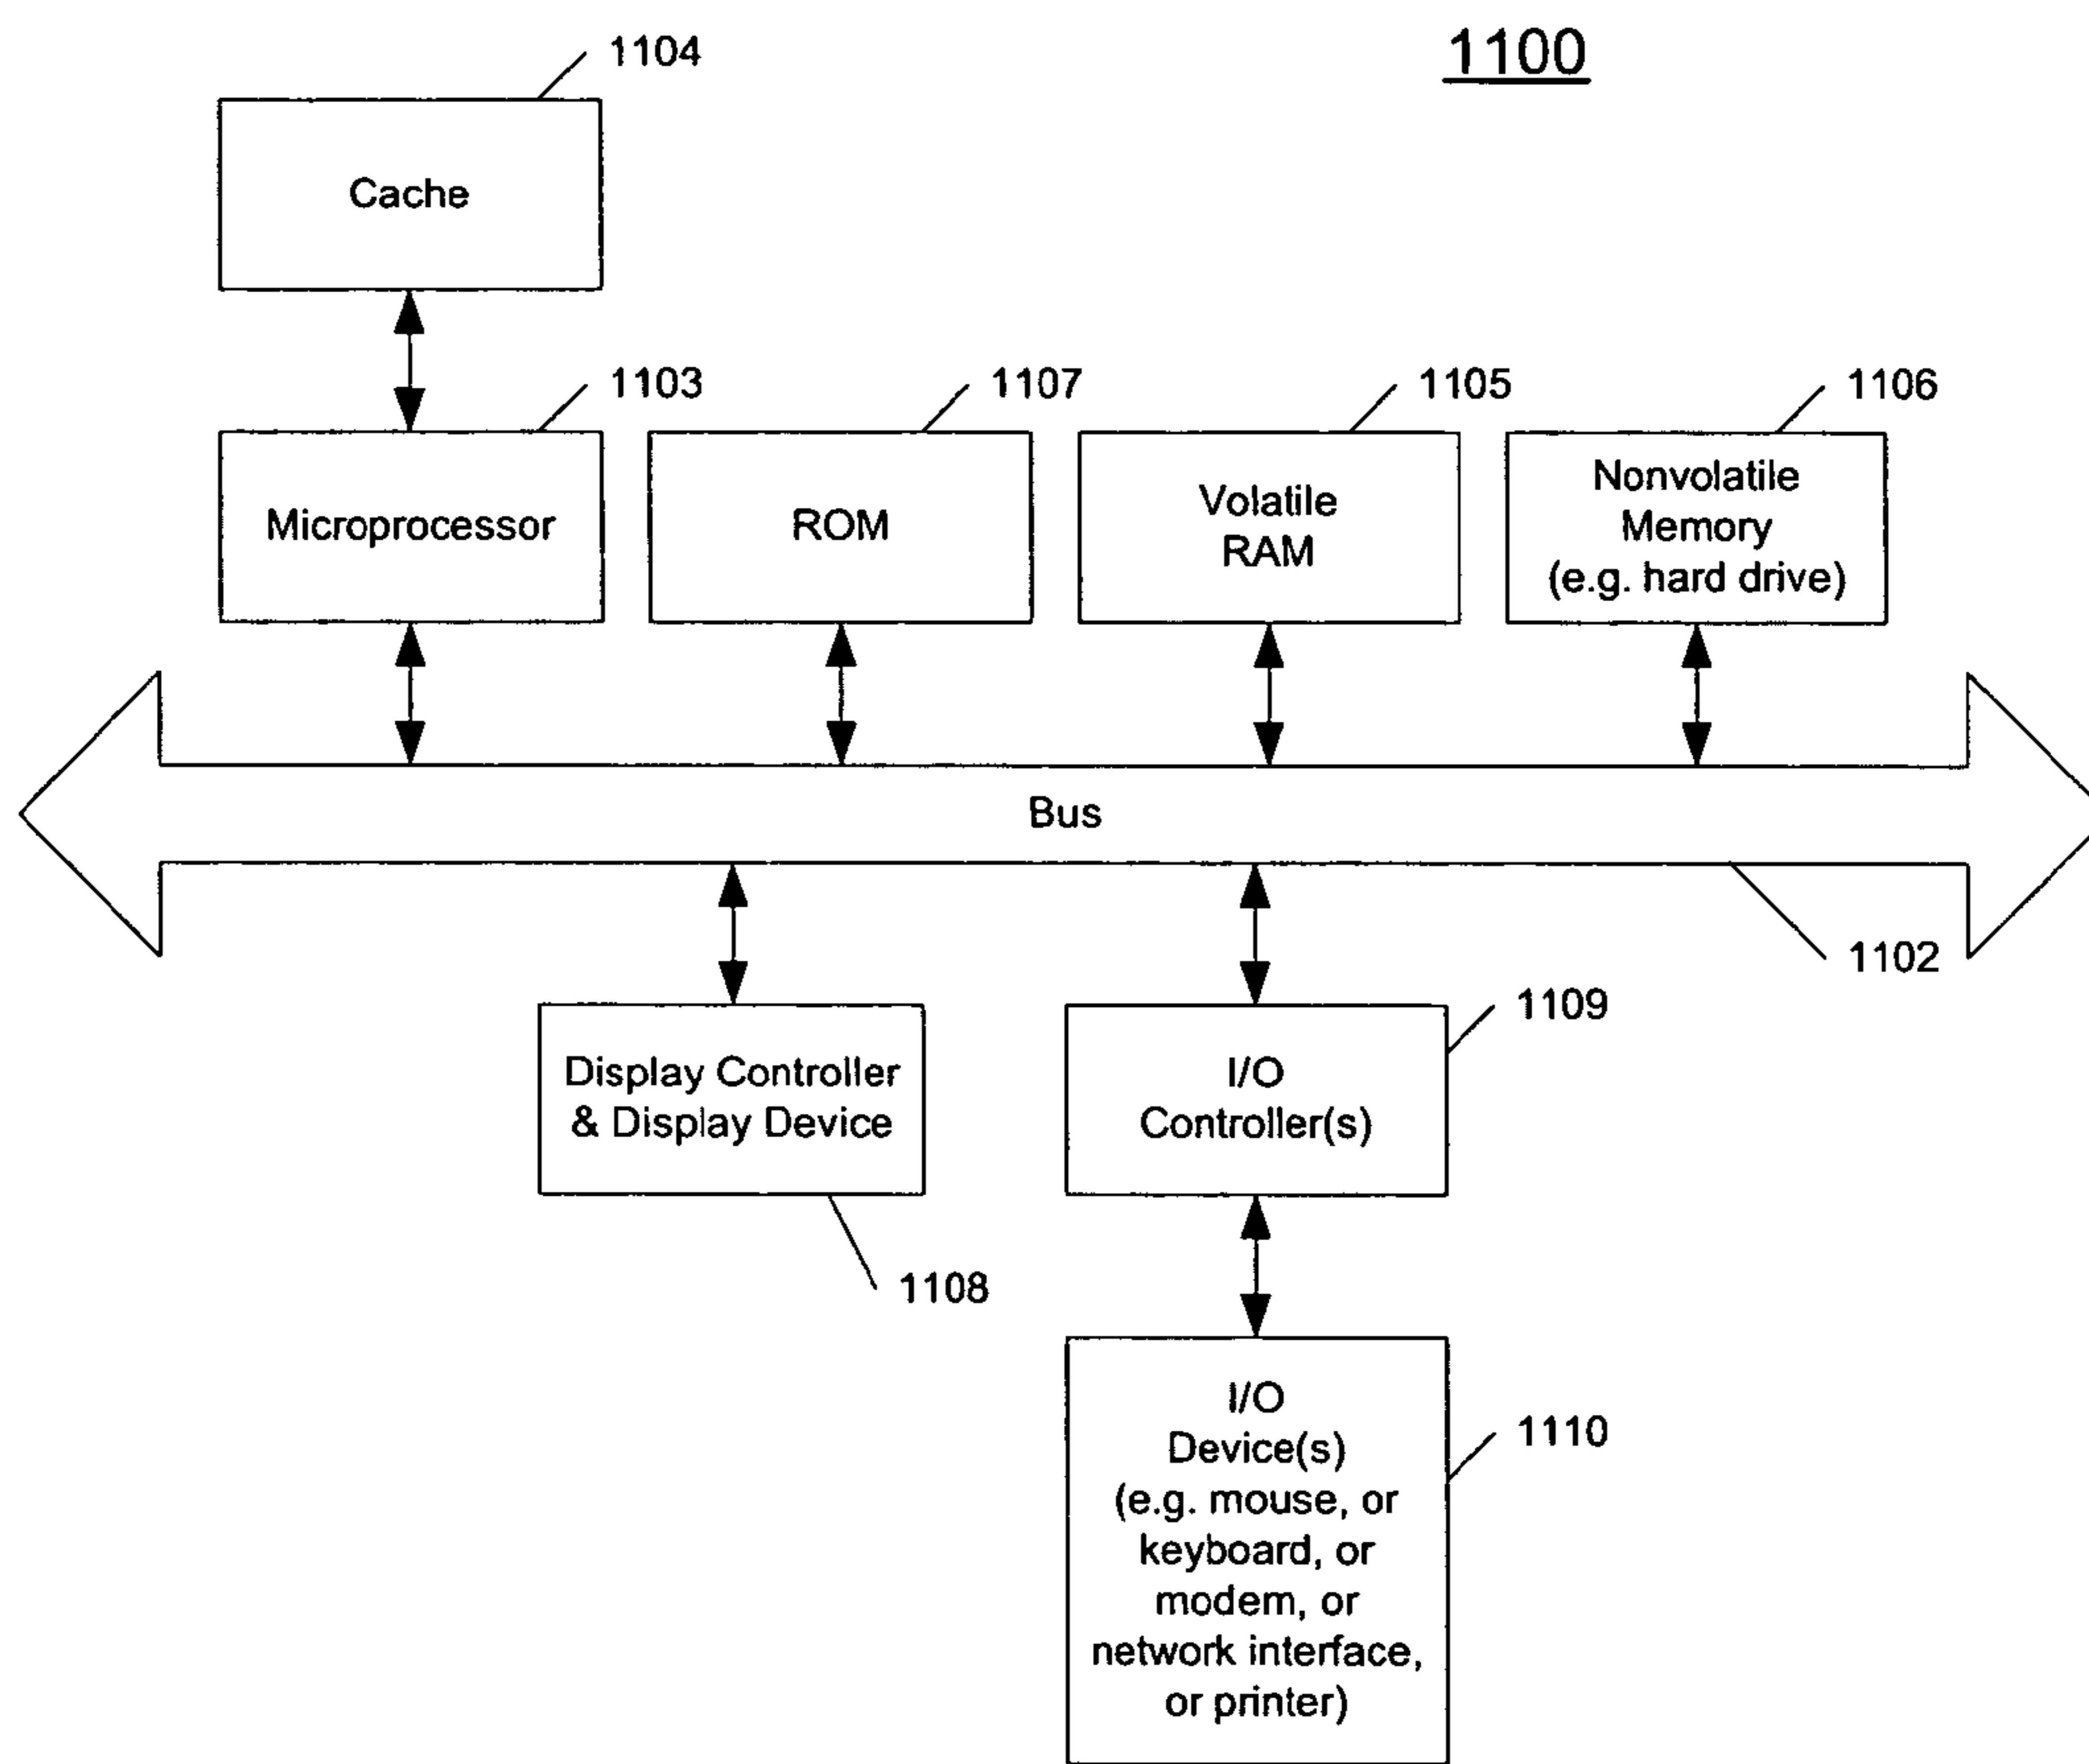 1104
1100
Cache
1103
1107
1105
1106
Microprocessor
ROM
Volatile
RAM
Nonvolatile
Memory
(e.g. hard drive)
Bus
1102
1109
Display Controller
& Display Device
I/O
Controller(s)
1108
I/O
Device(s)
(e.g. mouse, or
keyboard, or
modem, or
network interface,
or printer)
1110